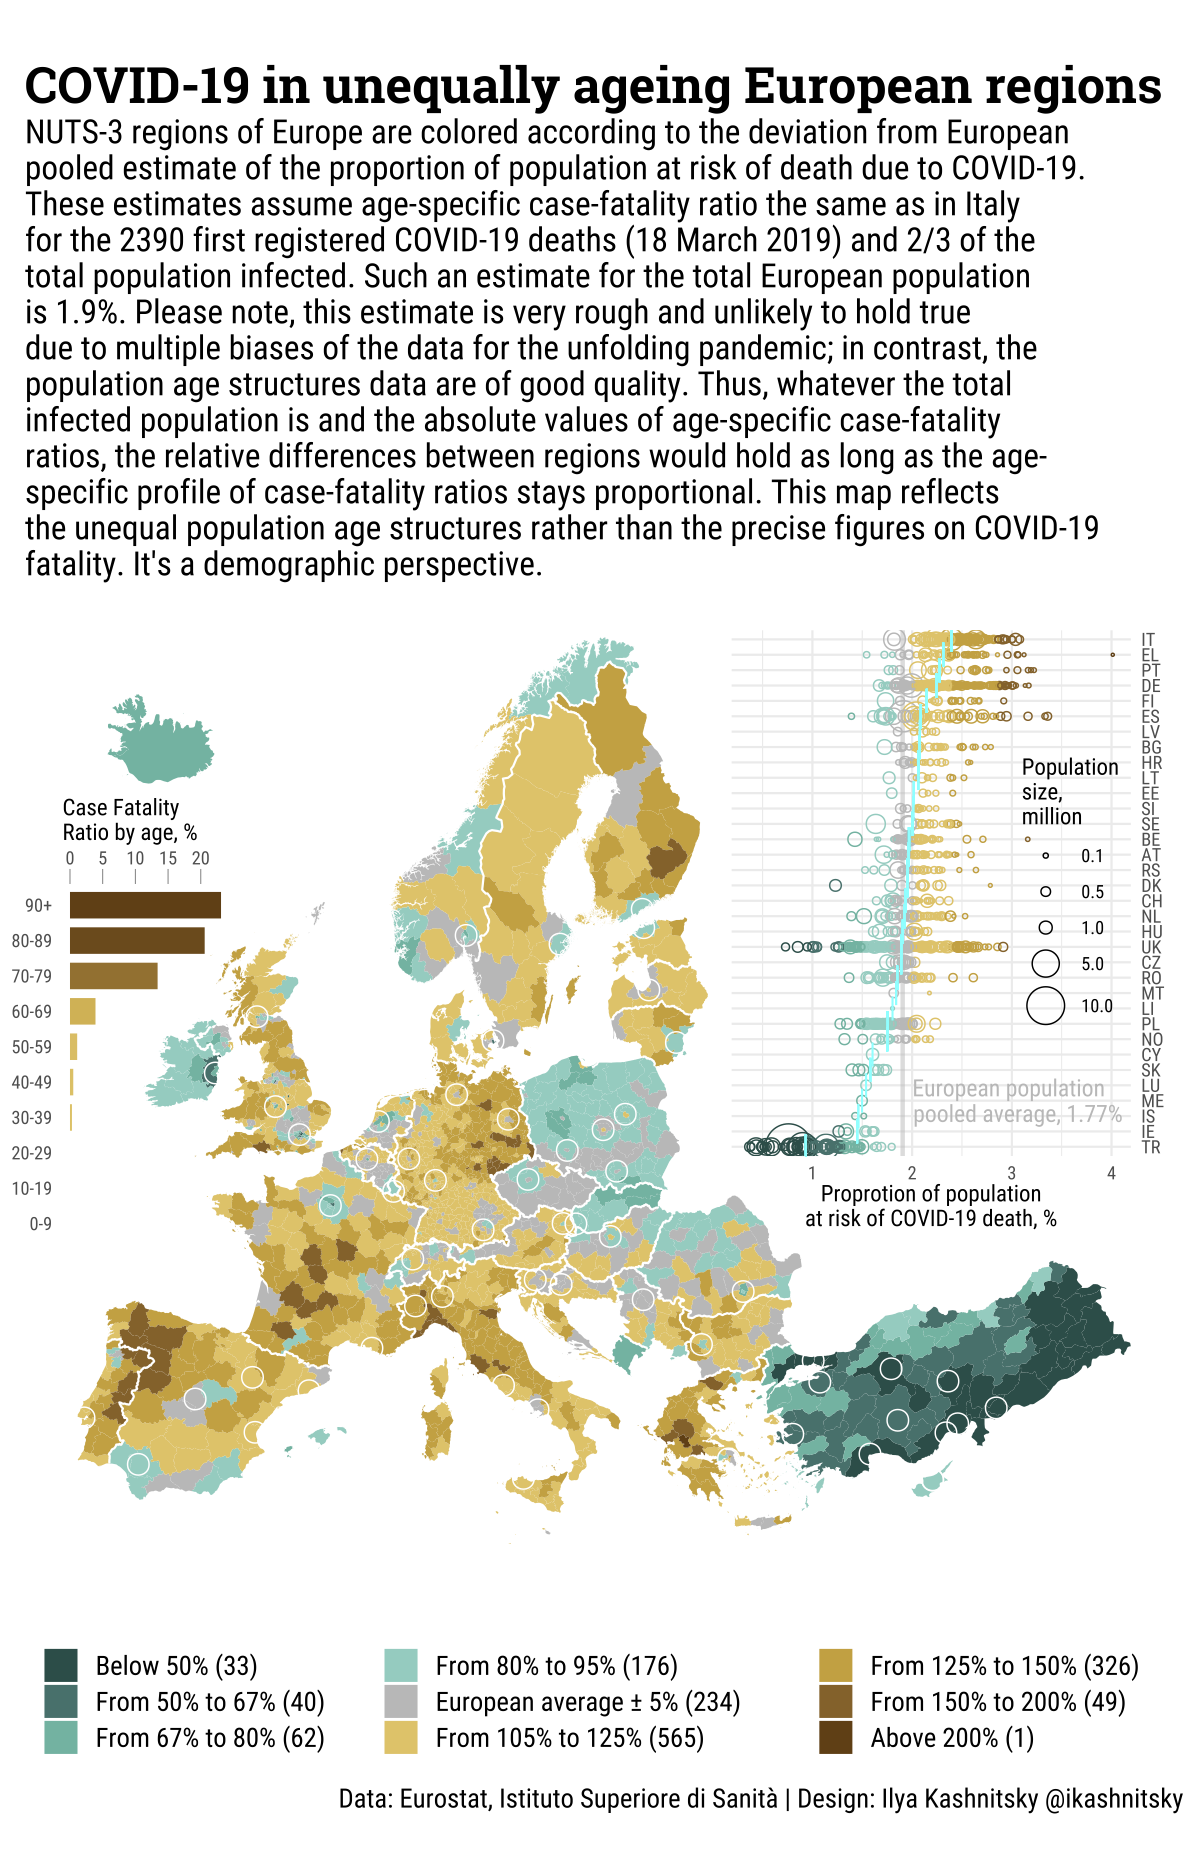 COVID-19 in unequally ageing European regions
NUTS-3 regions of Europe are colored according to the deviation from European
pooled estimate of the proportion of population at risk of death due to COVID-19.
These estimates assume age-specific case-fatality ratio the same as in Italy
for the 2390 first registered COVID-19 deaths (18 March 2019) and 2/3 of the
total population infected. Such an estimate for the total European population
is 1.9%. Please note, this estimate is very rough and unlikely to hold true
due to multiple biases of the data for the unfolding pandemic; in contrast, the
population age structures data are of good quality. Thus, whatever the total
infected population is and the absolute values of age-specific case-fatality
ratios, the relative differences between regions would hold as long as the age-
specific profile of case-fatality ratios stays proportional. This map reflects
the unequal population age structures rather than the precise figures on COVID-19
fatality. It's a demographic perspective.
Case Fatality
Ratio by age, %
0 5 10 15 20
90+
80-89
70-79
60-69
50-59
40-49
30-39
20-29
10-19
0-9
IT
EL
PT
DE
FI
ES
LV
BG
HR
LT
EE
SI
SE
BE
AT
RS
DK
CH
NL
HU
UK
CZ
RO
MT
LI
PL
NO
CY
SK
LU
ME
IS
IE
TR
Population
size,
million
0.1
0.5
1.0
5.0
10.0
European population
pooled average, 1.77%
1 2 3 4
Proprotion of population
at risk of COVID-19 death, %
Below 50% (33)
From 50% to 67% (40)
From 67% to 80% (62)
From 80% to 95% (176)
European average ± 5% (234)
From 105% to 125% (565)
From 125% to 150% (326)
From 150% to 200% (49)
Above 200% (1)
Data: Eurostat, Istituto Superiore di Sanità | Design: Ilya Kashnitsky @ikashnitsky